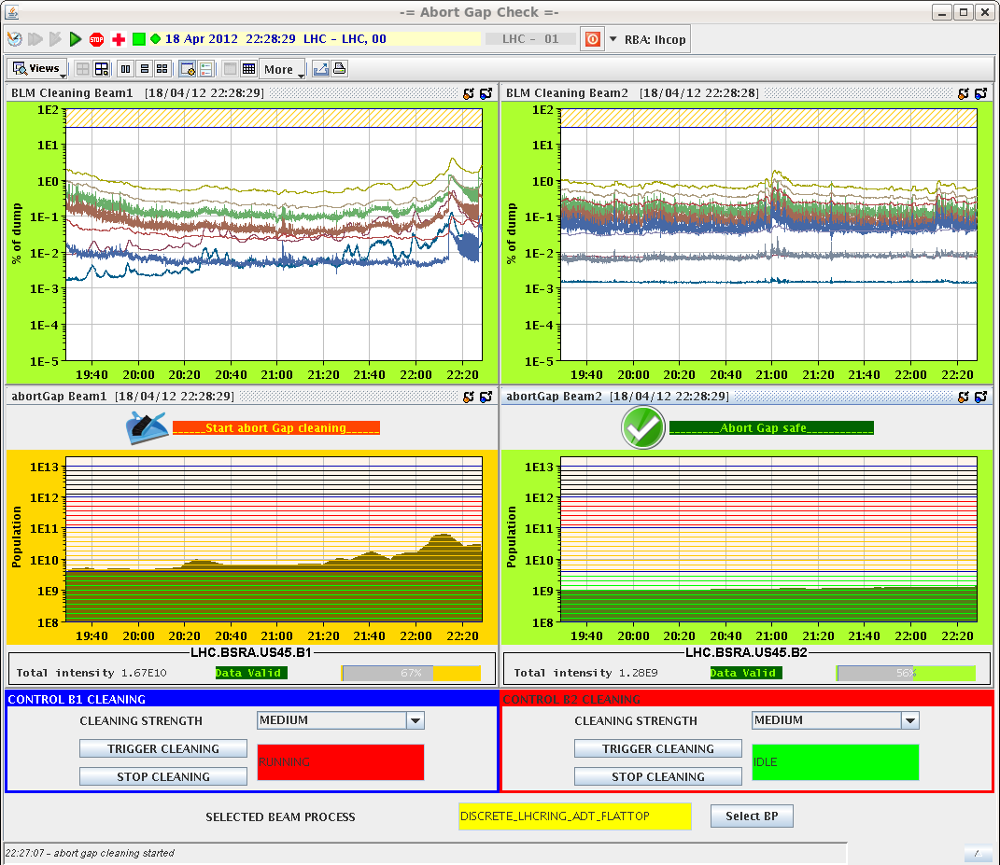 -= Abort Gap Check =-
STOP 18 Apr 2012 22:28:29 LHC - LHC, 00 LHC - 01 RBA: lhcop
Views More
BLM Cleaning Beam1 [18/04/12 22:28:29]
1E2
1E1
1E0
1E-1
1E-2
1E-3
1E-4
1E-5
% of dump
19:40 20:00 20:20 20:40 21:00 21:20 21:40 22:00 22:20
BLM Cleaning Beam2 [18/04/12 22:28:28]
1E2
1E1
1E0
1E-1
1E-2
1E-3
1E-4
1E-5
% of dump
19:40 20:00 20:20 20:40 21:00 21:20 21:40 22:00 22:20
abortGap Beam1 [18/04/12 22:28:29]
______Start abort Gap cleaning______
1E13
1E12
1E11
1E10
1E9
1E8
Population
19:40 20:00 20:20 20:40 21:00 21:20 21:40 22:00 22:20
LHC.BSRA.US45.B1
Total intensity 1.67E10 Data Valid 67%
abortGap Beam2 [18/04/12 22:28:29]
_________Abort Gap safe____________
1E13
1E12
1E11
1E10
1E9
1E8
Population
19:40 20:00 20:20 20:40 21:00 21:20 21:40 22:00 22:20
LHC.BSRA.US45.B2
Total intensity 1.28E9 Data Valid 56%
CONTROL B1 CLEANING
CLEANING STRENGTH MEDIUM
TRIGGER CLEANING
RUNNING
STOP CLEANING
CONTROL B2 CLEANING
CLEANING STRENGTH MEDIUM
TRIGGER CLEANING
IDLE
STOP CLEANING
SELECTED BEAM PROCESS DISCRETE_LHCRING_ADT_FLATTOP Select BP
22:27:07 - abort gap cleaning started